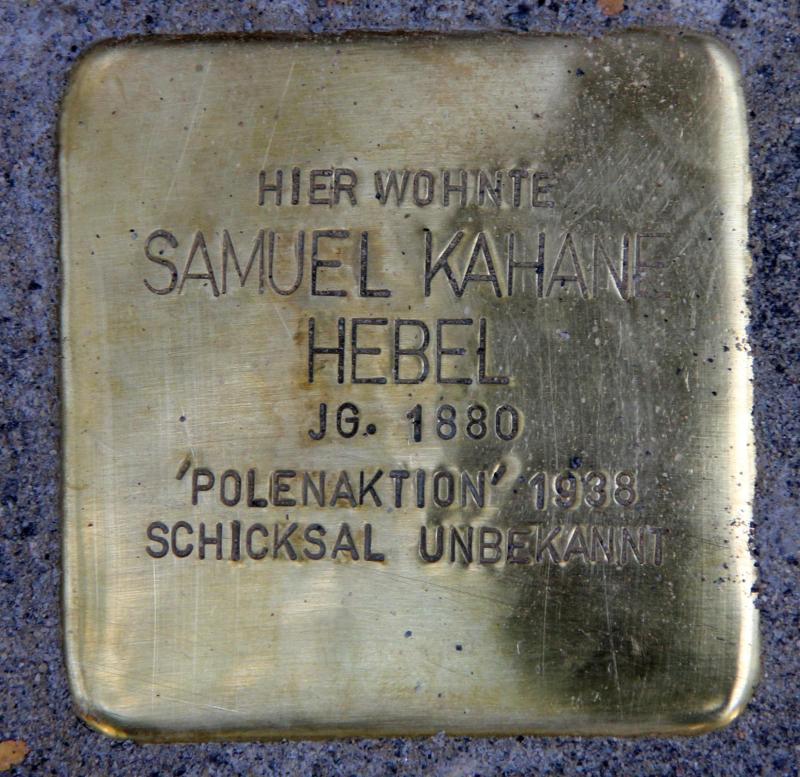 HIER WOHNTE
SAMUEL KAHANE
HEBEL
JG. 1880
'POLENAKTION' 1938
SCHICKSAL UNBEKANNT